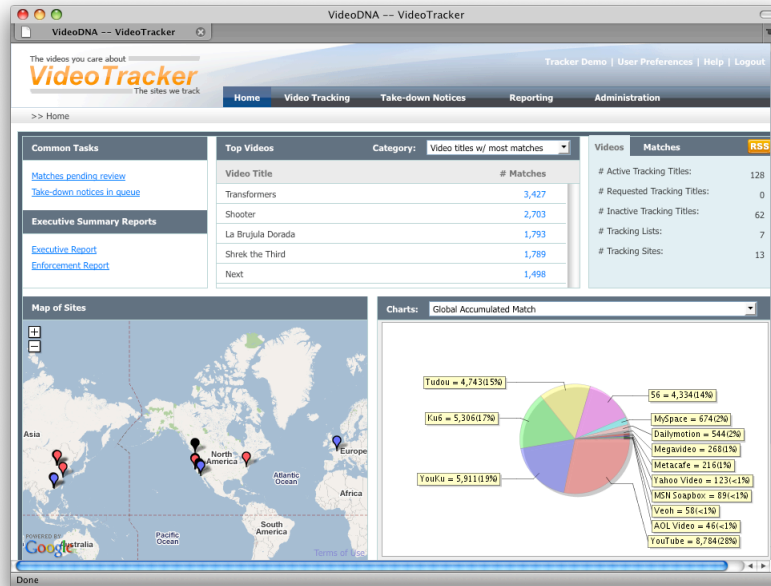 VideoDNA -- VideoTracker
VideoDNA -- VideoTracker
The videos you care about
VideoTracker
The sites we track
Tracker Demo | User Preferences | Help | Logout
Home Video Tracking Take-down Notices Reporting Administration
>> Home
Common Tasks
Matches pending review
Take-down notices in queue
Executive Summary Reports
Executive Report
Enforcement Report
Top Videos Category: Video titles w/ most matches
Video Title # Matches
Transformers 3,427
Shooter 2,703
La Brujula Dorada 1,793
Shrek the Third 1,789
Next 1,498
Videos Matches RSS
# Active Tracking Titles: 128
# Requested Tracking Titles: 0
# Inactive Tracking Titles: 62
# Tracking Lists: 7
# Tracking Sites: 13
Map of Sites
+
−
Asia
North
America
Atlantic
Ocean
Europe
Africa
South
America
Pacific
Ocean
Australia
POWERED BY
Google
Terms of Use
Charts: Global Accumulated Match
Tudou = 4,743(15%)
Ku6 = 5,306(17%)
YouKu = 5,911(19%)
56 = 4,334(14%)
MySpace = 674(2%)
Dailymotion = 544(2%)
Megavideo = 268(1%)
Metacafe = 216(1%)
Yahoo Video = 123(<1%)
MSN Soapbox = 89(<1%)
Veoh = 58(<1%)
AOL Video = 46(<1%)
YouTube = 8,784(28%)
Done